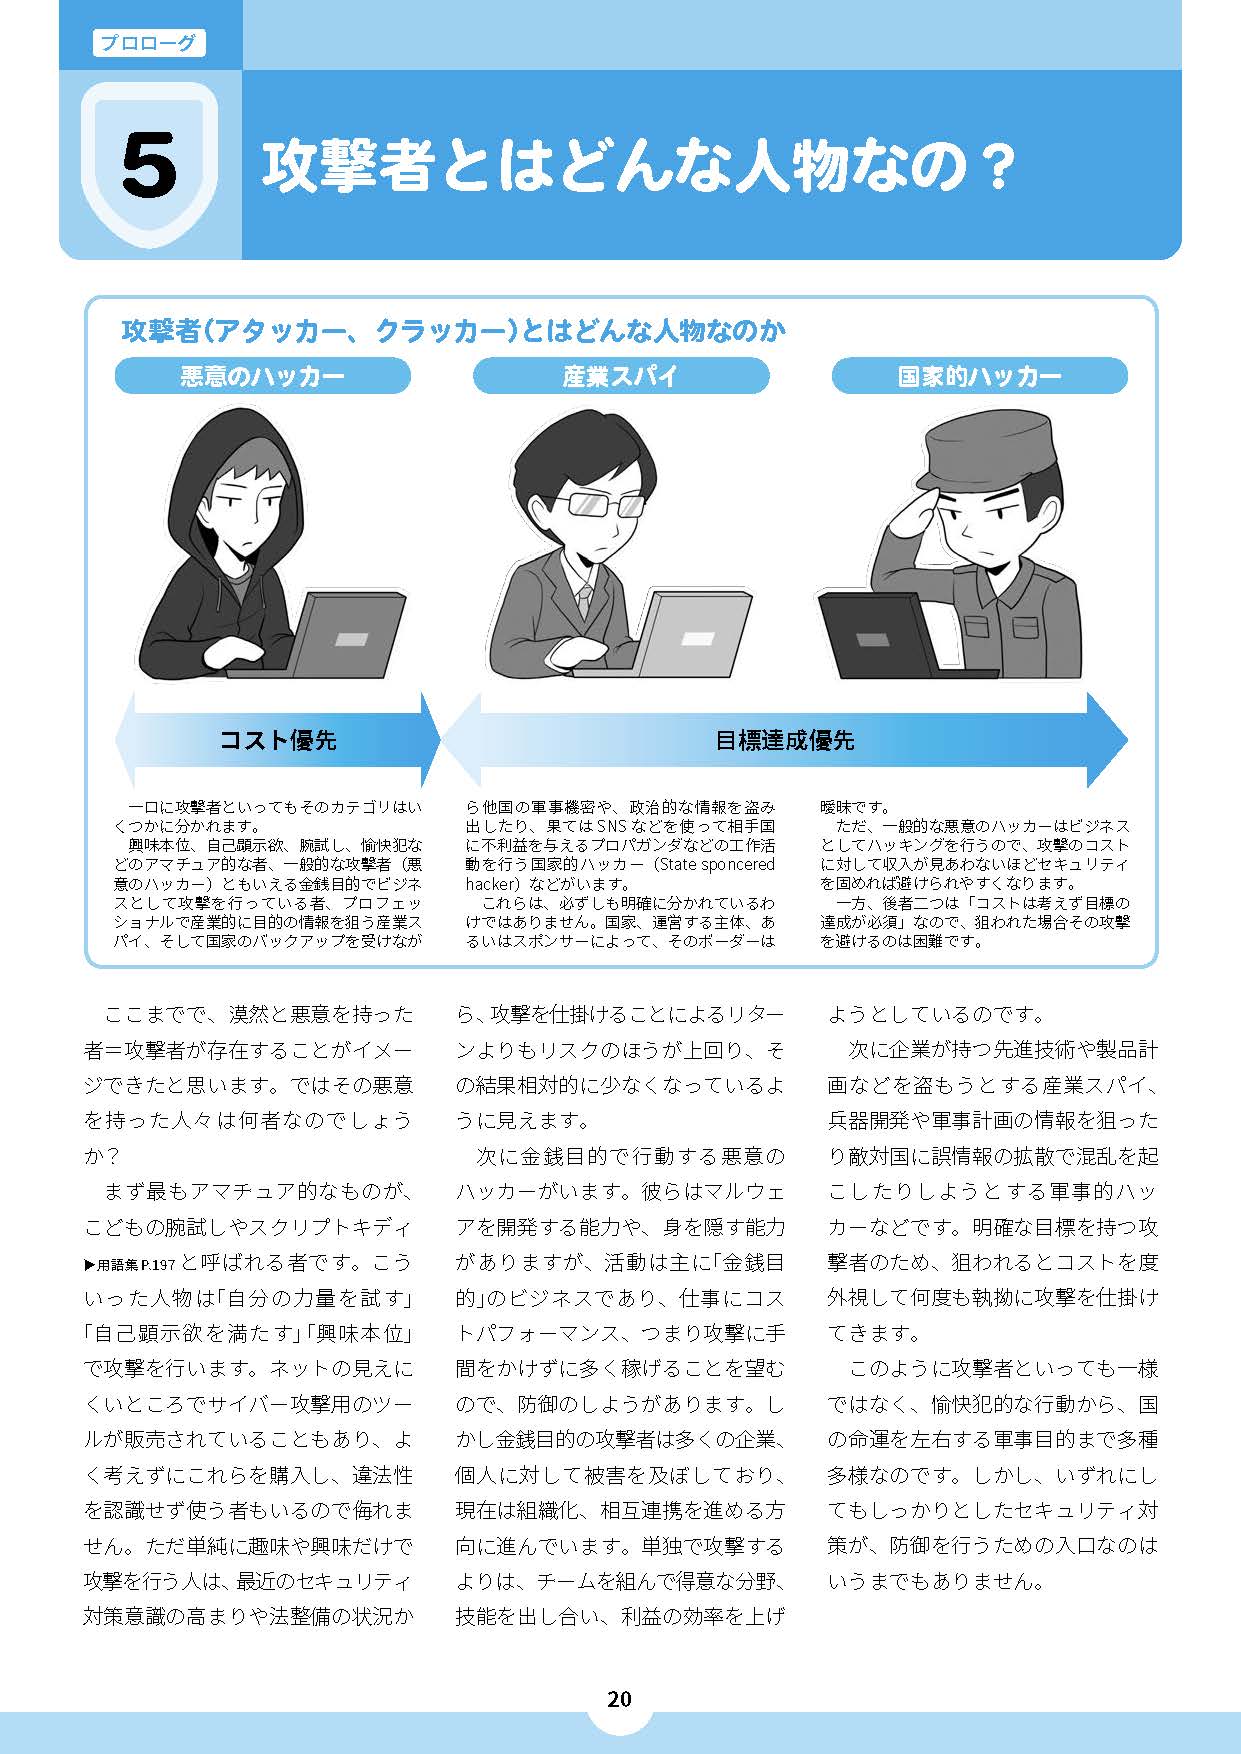 プロローグ
5
攻撃者とはどんな人物なの？
攻撃者(アタッカー、クラッカー)とはどんな人物なのか
悪意のハッカー
産業スパイ
国家的ハッカー
コスト優先
目標達成優先
一口に攻撃者といってもそのカテゴリはい
くつかに分かれます。
興味本位、自己顕示欲、腕試し、愉快犯な
どのアマチュア的な者、一般的な攻撃者（悪
意のハッカー）ともいえる金銭目的でビジネ
スとして攻撃を行っている者、プロフェッ
ショナルで産業的に目的の情報を狙う産業ス
パイ、そして国家のバックアップを受けなが
ら他国の軍事機密や、政治的な情報を盗み
出したり、果ては SNS などを使って相手国
に不利益を与えるプロパガンダなどの工作活
動を行う国家的ハッカー（State sponcered
hacker）などがいます。
これらは、必ずしも明確に分かれているわ
けではありません。国家、運営する主体、あ
るいはスポンサーによって、そのボーダーは
曖昧です。
ただ、一般的な悪意のハッカーはビジネス
としてハッキングを行うので、攻撃のコスト
に対して収入が見あわないほどセキュリティ
を固めれば避けられやすくなります。
一方、後者二つは「コストは考えず目標の
達成が必須」なので、狙われた場合その攻撃
を避けるのは困難です。
ここまでで、漠然と悪意を持った
者＝攻撃者が存在することがイメー
ジできたと思います。ではその悪意
を持った人々は何者なのでしょう
か？
まず最もアマチュア的なものが、
こどもの腕試しやスクリプトキディ
▶用語集 P.197 と呼ばれる者です。こう
いった人物は「自分の力量を試す」
「自己顕示欲を満たす」「興味本位」
で攻撃を行います。ネットの見えに
くいところでサイバー攻撃用のツー
ルが販売されていることもあり、よ
く考えずにこれらを購入し、違法性
を認識せず使う者もいるので侮れま
せん。ただ単純に趣味や興味だけで
攻撃を行う人は、最近のセキュリティ
対策意識の高まりや法整備の状況か
ら、攻撃を仕掛けることによるリター
ンよりもリスクのほうが上回り、そ
の結果相対的に少なくなっているよ
うに見えます。
次に金銭目的で行動する悪意の
ハッカーがいます。彼らはマルウェ
アを開発する能力や、身を隠す能力
がありますが、活動は主に「金銭目
的」のビジネスであり、仕事にコス
トパフォーマンス、つまり攻撃に手
間をかけずに多く稼げることを望む
ので、防御のしようがあります。し
かし金銭目的の攻撃者は多くの企業、
個人に対して被害を及ぼしており、
現在は組織化、相互連携を進める方
向に進んでいます。単独で攻撃する
よりは、チームを組んで得意な分野、
技能を出し合い、利益の効率を上げ
ようとしているのです。
次に企業が持つ先進技術や製品計
画などを盗もうとする産業スパイ、
兵器開発や軍事計画の情報を狙った
り敵対国に誤情報の拡散で混乱を起
こしたりしようとする軍事的ハッ
カーなどです。明確な目標を持つ攻
撃者のため、狙われるとコストを度
外視して何度も執拗に攻撃を仕掛け
てきます。
このように攻撃者といっても一様
ではなく、愉快犯的な行動から、国
の命運を左右する軍事目的まで多種
多様なのです。しかし、いずれにし
てもしっかりとしたセキュリティ対
策が、防御を行うための入口なのは
いうまでもありません。
20